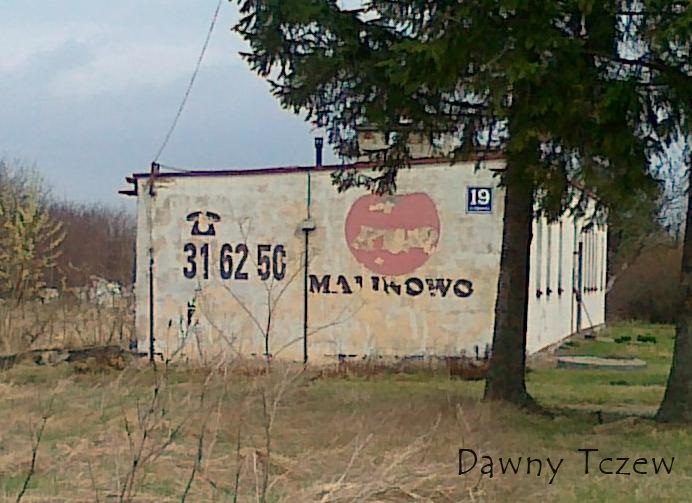 31 62 50
MALINOWO
19
Dawny Tczew